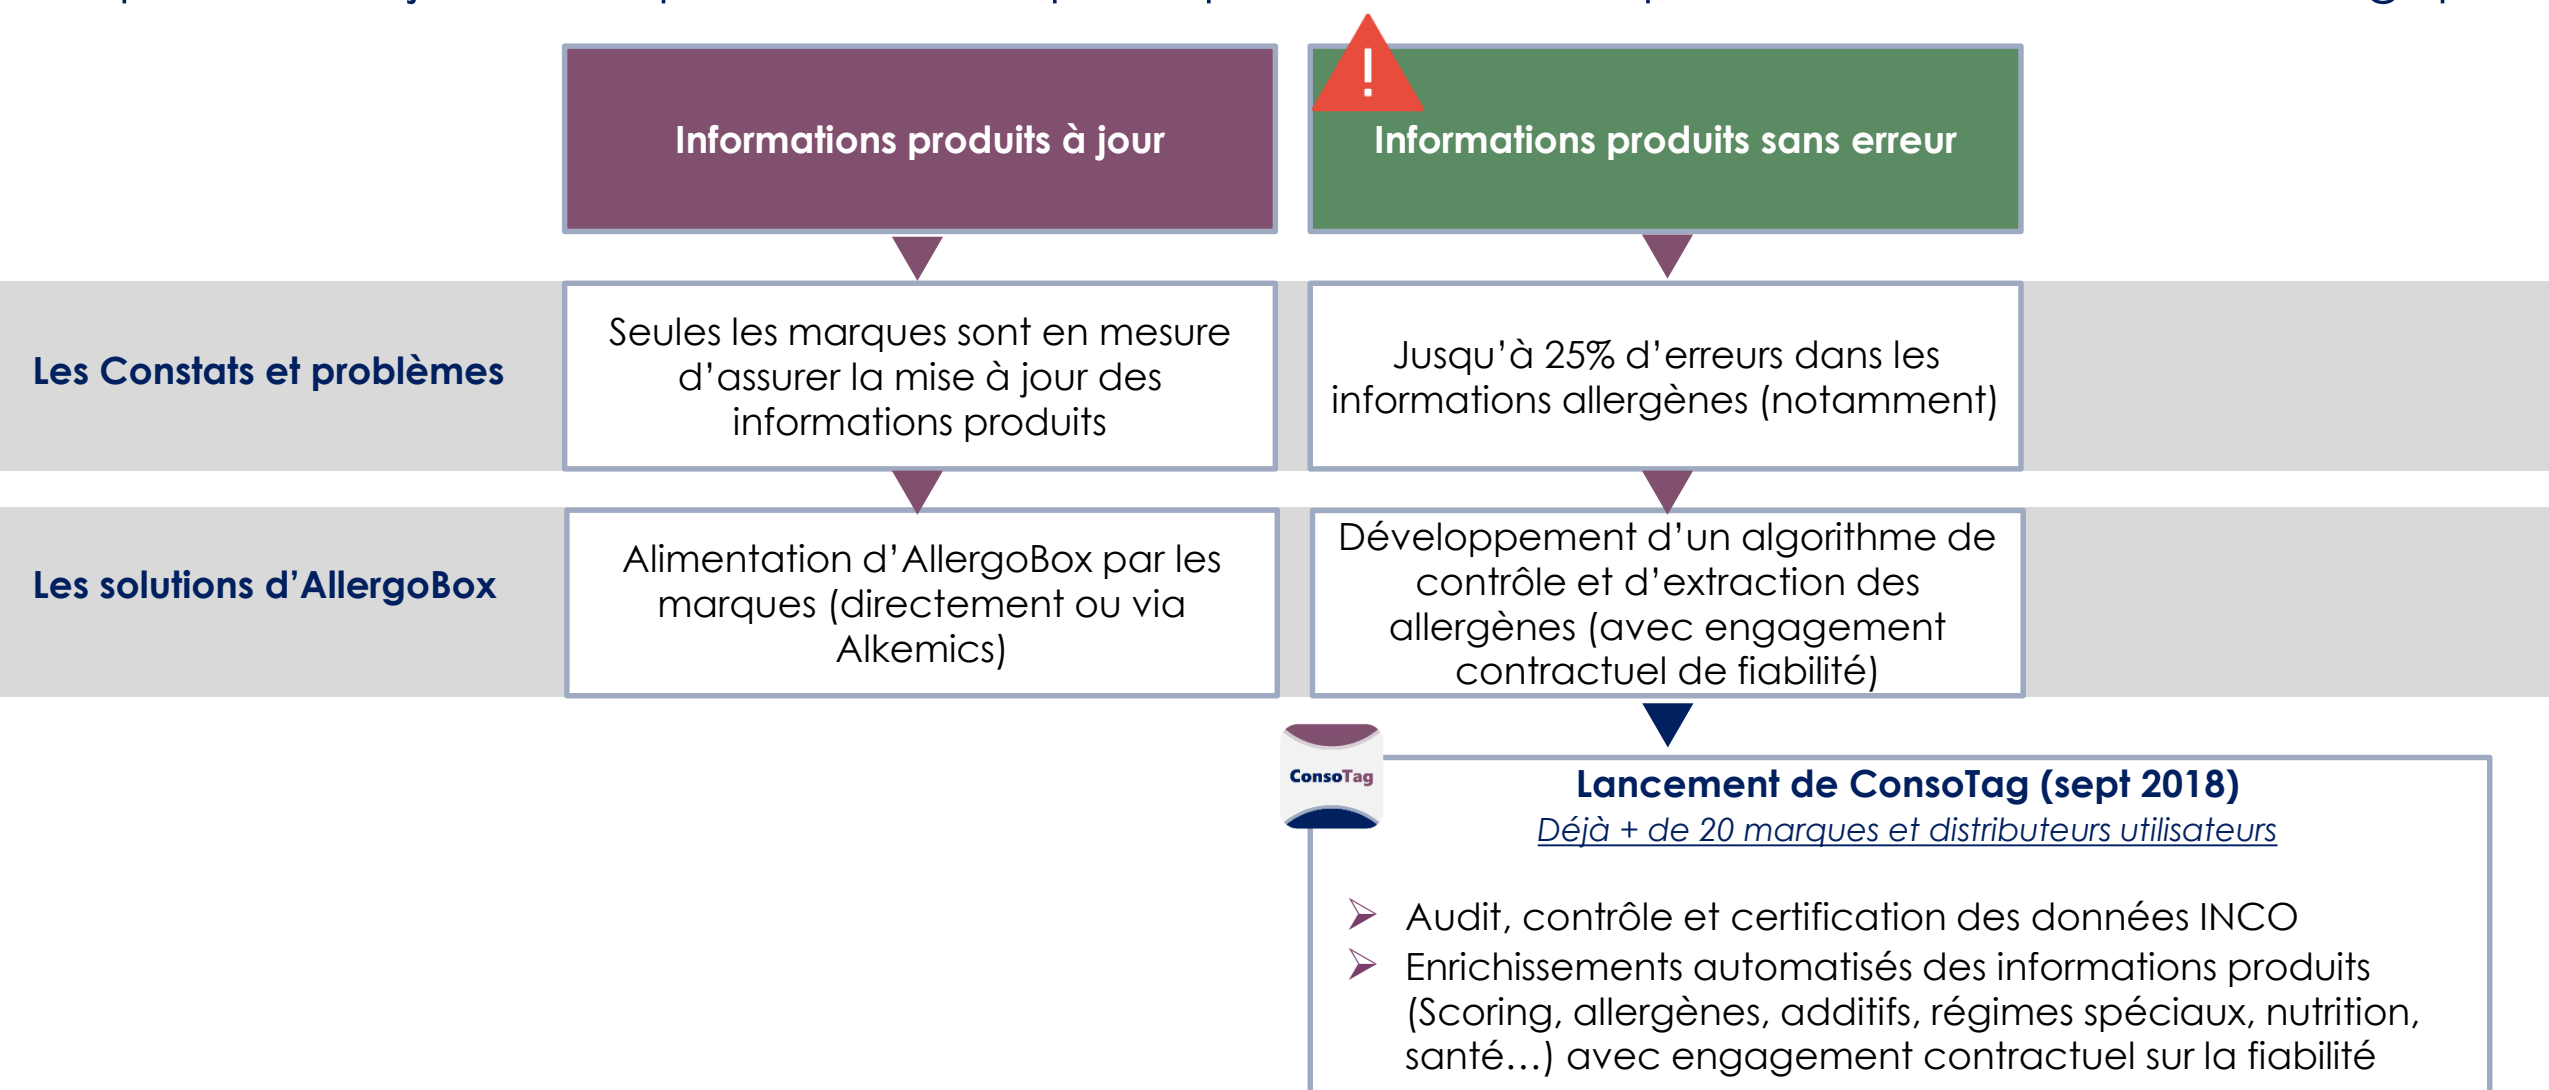 Informations produits à jour
!
Informations produits sans erreur
Les Constats et problèmes
Seules les marques sont en mesure
d’assurer la mise à jour des
informations produits
Jusqu’à 25% d’erreurs dans les
informations allergènes (notamment)
Les solutions d’AllergoBox
Alimentation d’AllergoBox par les
marques (directement ou via
Alkemics)
Développement d’un algorithme de
contrôle et d’extraction des
allergènes (avec engagement
contractuel de fiabilité)
ConsoTag
Lancement de ConsoTag (sept 2018)
Déjà + de 20 marques et distributeurs utilisateurs
Audit, contrôle et certification des données INCO
Enrichissements automatisés des informations produits
(Scoring, allergènes, additifs, régimes spéciaux, nutrition,
santé…) avec engagement contractuel sur la fiabilité